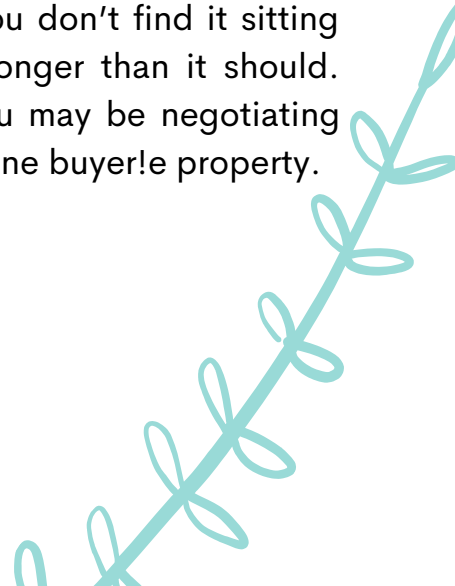 ou don't find it sitting
onger than it should.
u may be negotiating
ne buyer!e property.